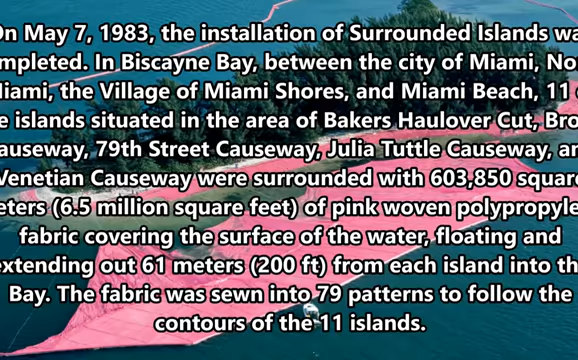 On May 7, 1983, the installation of Surrounded Islands wa
mpleted. In Biscayne Bay, between the city of Miami, No
iami, the Village of Miami Shores, and Miami Beach, 11
e islands situated in the area of Bakers Haulover Cut, Bro
auseway, 79th Street Causeway, Julia Tuttle Causeway, an
Venetian Causeway were surrounded with 603,850 square
eters (6.5 million square feet) of pink woven polypropyle
fabric covering the surface of the water, floating and
extending out 61 meters (200 ft) from each island into th
Bay. The fabric was sewn into 79 patterns to follow the
contours of the 11 islands.